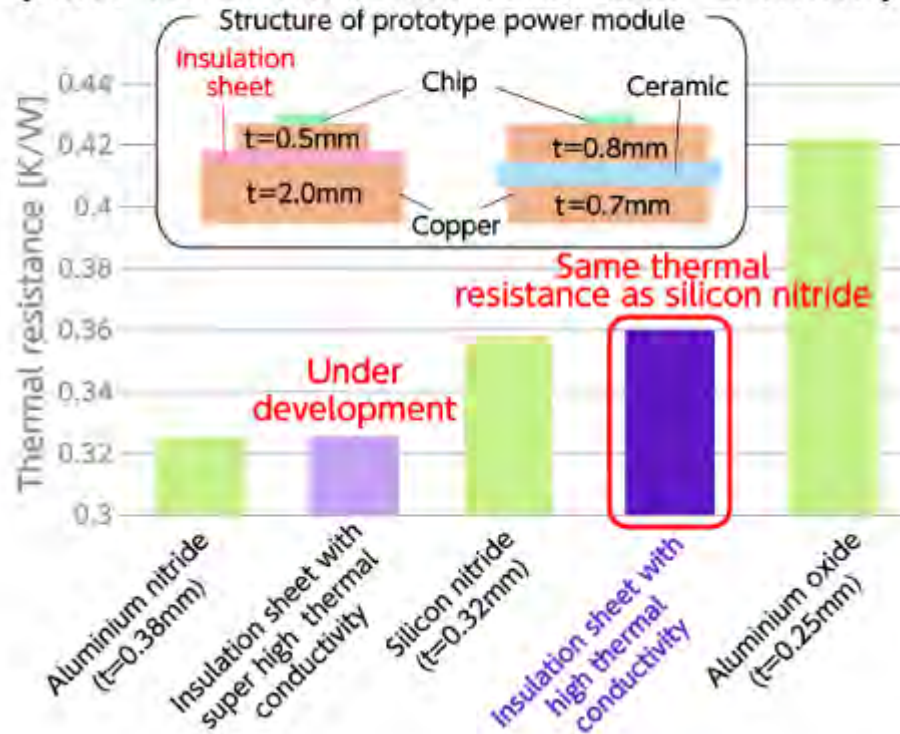 Structure of prototype power module
Insulation
sheet
Chip
Ceramic
t=0.5mm
t=0.8mm
t=2.0mm
t=0.7mm
Copper
Thermal resistance [K/W]
0.44
0.42
0.4
0.38
0.36
0.34
0.32
0.3
Same thermal
resistance as silicon nitride
Under
development
Aluminium nitride
(t=0.38mm)
Insulation sheet with
super high thermal
conductivity
Silicon nitride
(t=0.32mm)
Insulation sheet with
high thermal
conductivity
Aluminium oxide
(t=0.25mm)